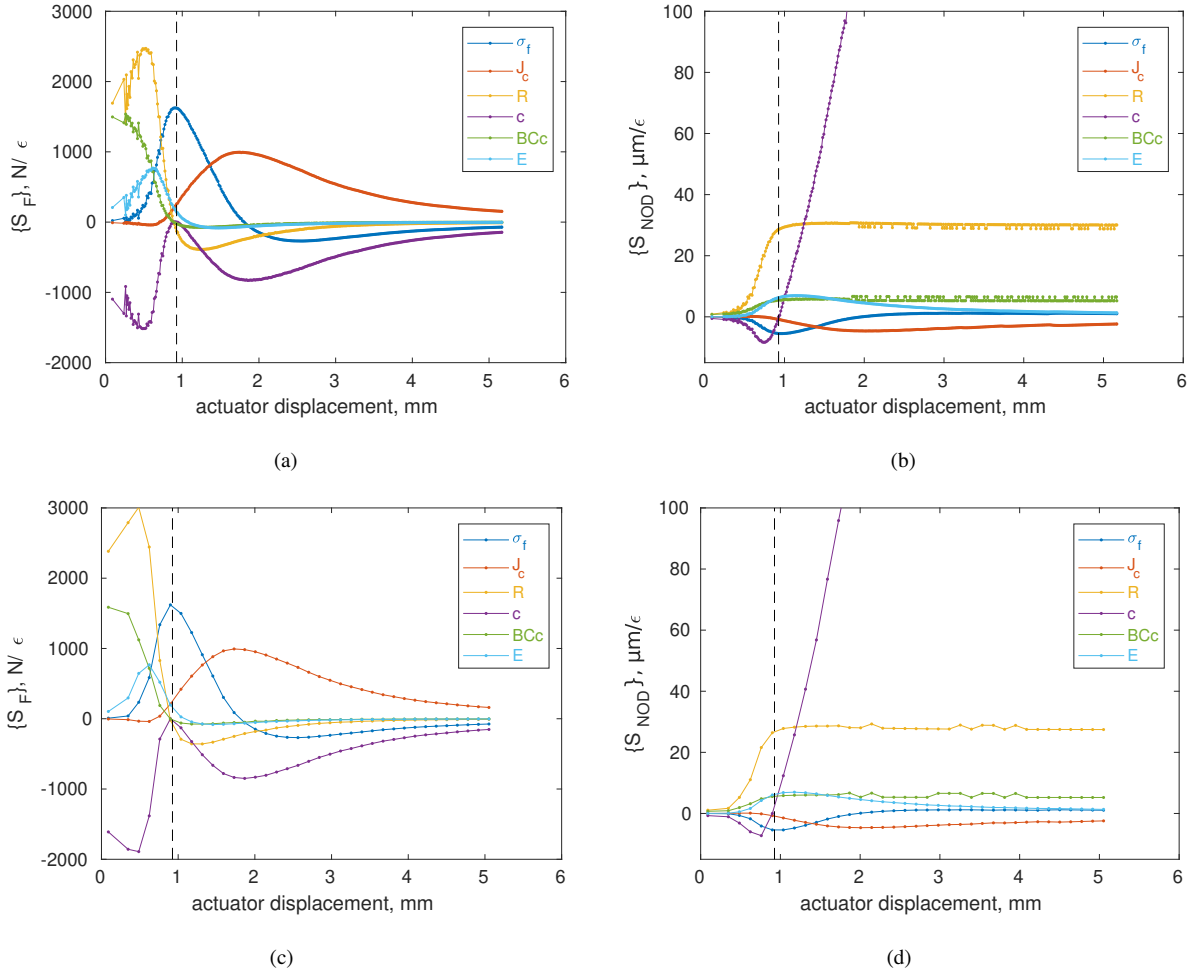 3000
2000
1000
0
-1000
-2000
{S_F}, N/ ϵ
0 1 2 3 4 5 6
actuator displacement, mm
σ_f
J_c
R
c
BCc
E
(a)
100
80
60
40
20
0
{S_NOD}, μm/ϵ
0 1 2 3 4 5 6
actuator displacement, mm
σ_f
J_c
R
c
BCc
E
(b)
3000
2000
1000
0
-1000
-2000
{S_F}, N/ ϵ
0 1 2 3 4 5 6
actuator displacement, mm
σ_f
J_c
R
c
BCc
E
(c)
100
80
60
40
20
0
{S_NOD}, μm/ϵ
0 1 2 3 4 5 6
actuator displacement, mm
σ_f
J_c
R
c
BCc
E
(d)